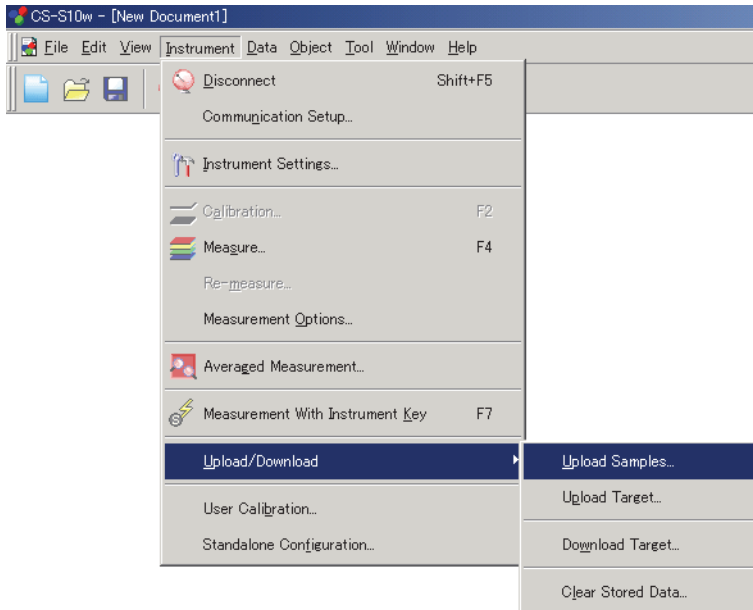 CS-S10w - [New Document1]
File Edit View Instrument Data Object Tool Window Help
Disconnect Shift+F5
Communication Setup...
Instrument Settings...
Calibration... F2
Measure... F4
Re-measure...
Measurement Options...
Averaged Measurement...
Measurement With Instrument Key F7
Upload/Download
Upload Samples...
Upload Target...
User Calibration...
Standalone Configuration...
Download Target...
Clear Stored Data...